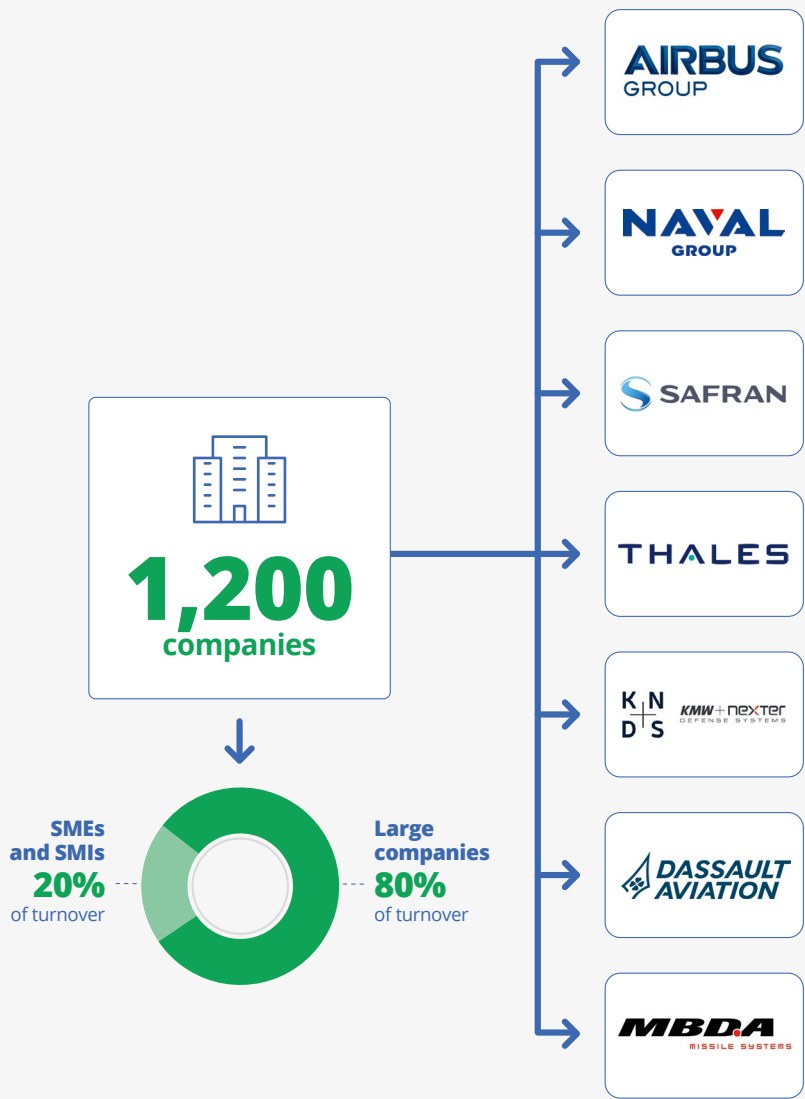 1,200
companies
SMEs
and SMIs
20%
of turnover
Large
companies
80%
of turnover
AIRBUS
GROUP
NAVAL
GROUP
SAFRAN
THALES
K N
D S
KMW + nexter
DEFENSE SYSTEMS
DASSAULT
AVIATION
MBDA
MISSILE SYSTEMS